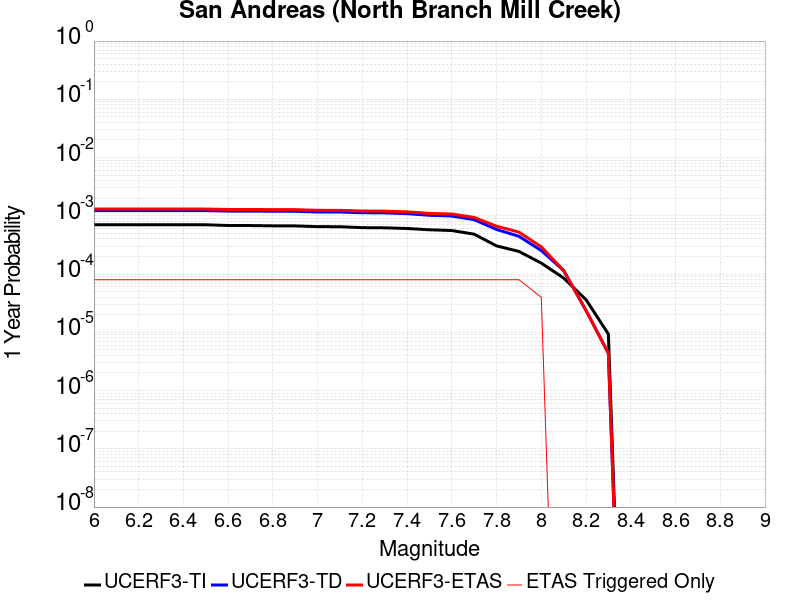 San Andreas (North Branch Mill Creek)
10^0
10^-1
10^-2
10^-3
10^-4
10^-5
10^-6
10^-7
10^-8
1 Year Probability
6 6.2 6.4 6.6 6.8 7 7.2 7.4 7.6 7.8 8 8.2 8.4 8.6 8.8 9
Magnitude
UCERF3-TI UCERF3-TD UCERF3-ETAS ETAS Triggered Only